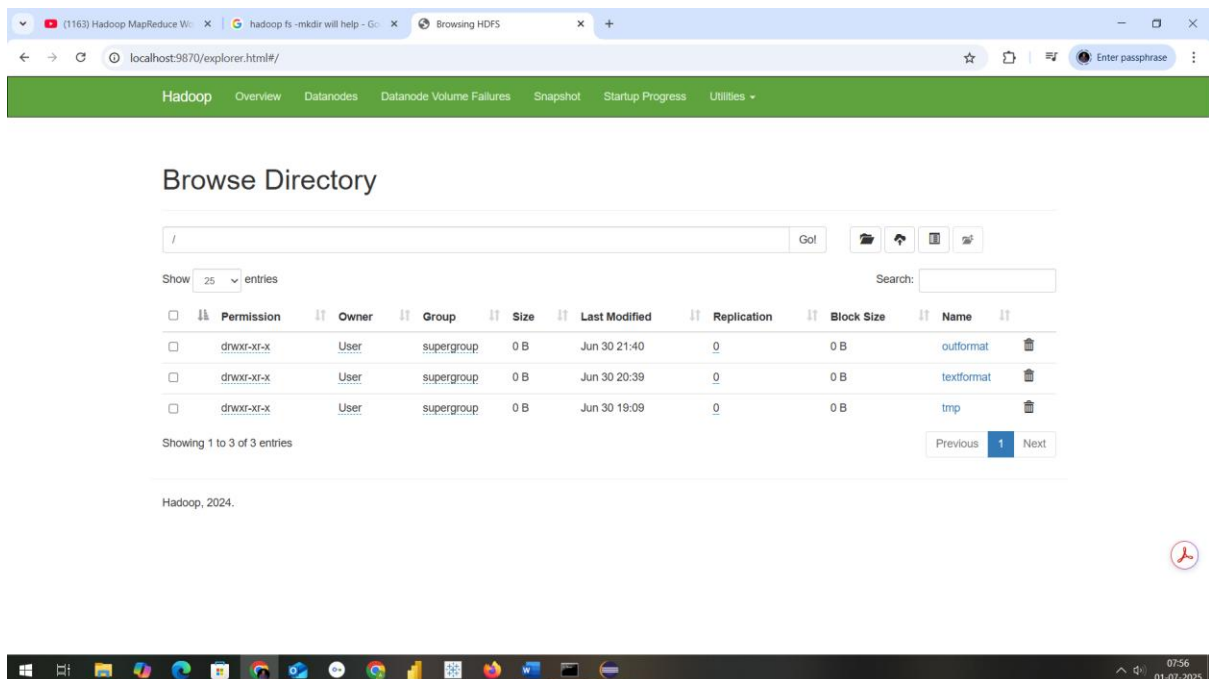 (1163) Hadoop MapReduce Wo
hadoop fs -mkdir will help - Go
Browsing HDFS
localhost:9870/explorer.html#/
Enter passphrase
Hadoop Overview Datanodes Datanode Volume Failures Snapshot Startup Progress Utilities
Browse Directory
/ Go!
Show 25 entries Search:
Permission Owner Group Size Last Modified Replication Block Size Name
drwxr-xr-x User supergroup 0 B Jun 30 21:40 0 0 B outformat
drwxr-xr-x User supergroup 0 B Jun 30 20:39 0 0 B textformat
drwxr-xr-x User supergroup 0 B Jun 30 19:09 0 0 B tmp
Showing 1 to 3 of 3 entries Previous 1 Next
Hadoop, 2024.
07:56
01-07-2025